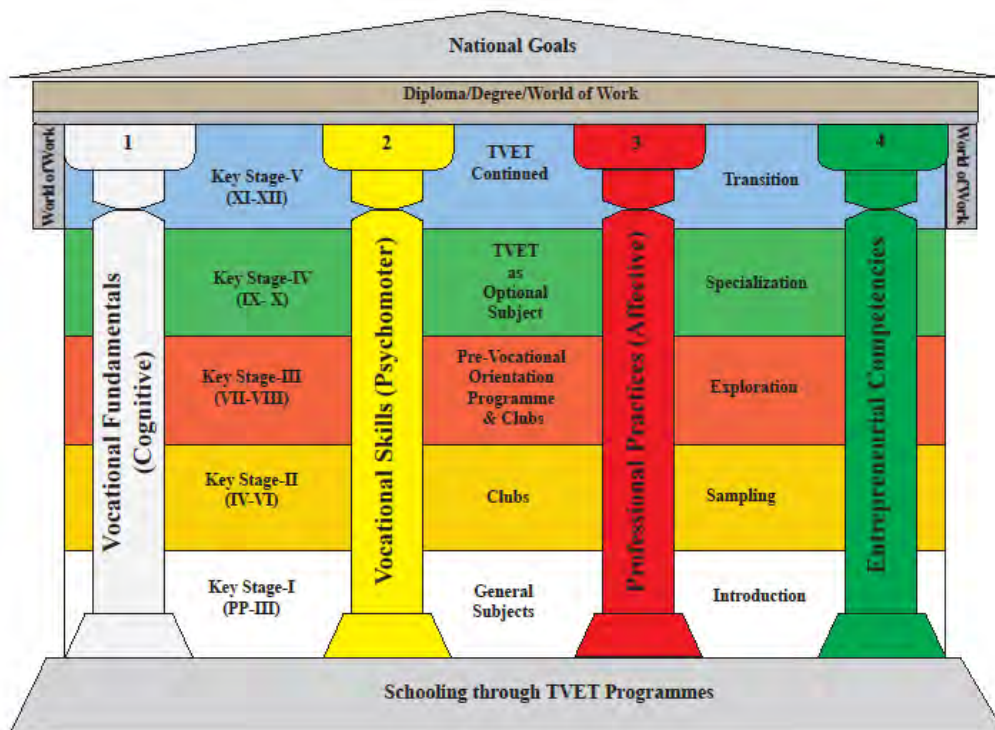 National Goals
Diploma/Degree/World of Work
World of Work
1
2
3
4
World of Work
Key Stage-V
(XI-XII)
TVET
Continued
Transition
Key Stage-IV
(IX- X)
TVET
as
Optional
Subject
Specialization
Key Stage-III
(VII-VIII)
Pre-Vocational
Orientation
Programme
& Clubs
Exploration
Key Stage-II
(IV-VI)
Clubs
Sampling
Key Stage-I
(PP-III)
General
Subjects
Introduction
Vocational Fundamentals
(Cognitive)
Vocational Skills (Psychomoter)
Professional Practices (Affective)
Entrepreneurial Competencies
Schooling through TVET Programmes